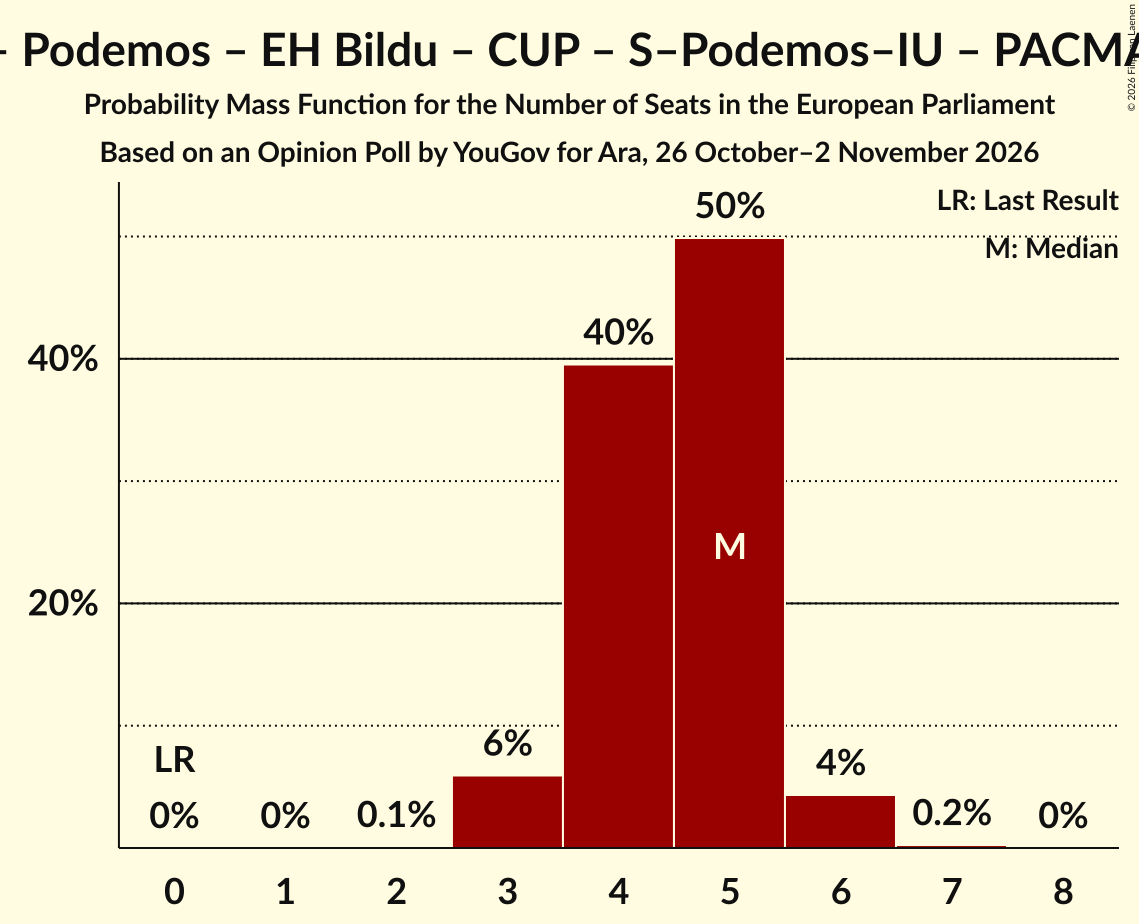 – Podemos – EH Bildu – CUP – S–Podemos–IU – PACMA
Probability Mass Function for the Number of Seats in the European Parliament
Based on an Opinion Poll by YouGov for Ara, 26 October–2 November 2026
© 2026 Filip van Laenen
LR: Last Result
M: Median
50%
40%
40%
M
20%
6%
4%
LR
0%
0%
0.1%
0.2%
0%
0 1 2 3 4 5 6 7 8